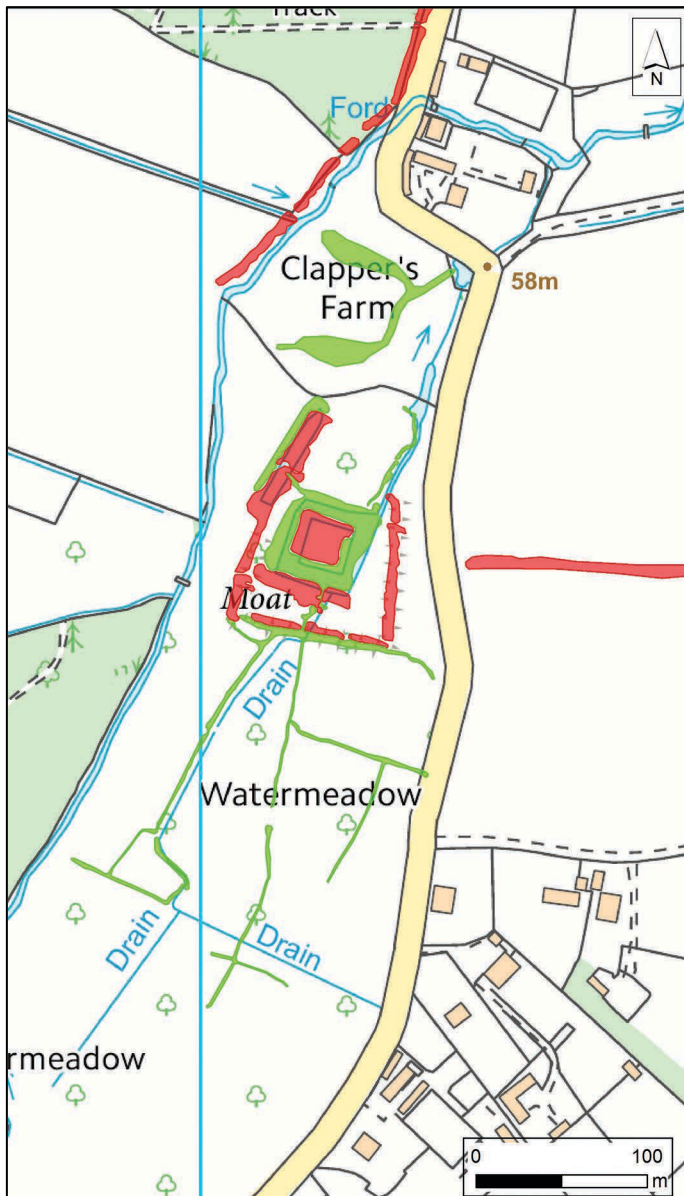 Track
N
Ford
Clapper's
Farm
58m
Moat
Drain
Watermeadow
Drain
Drain
rmeadow
0 100
m